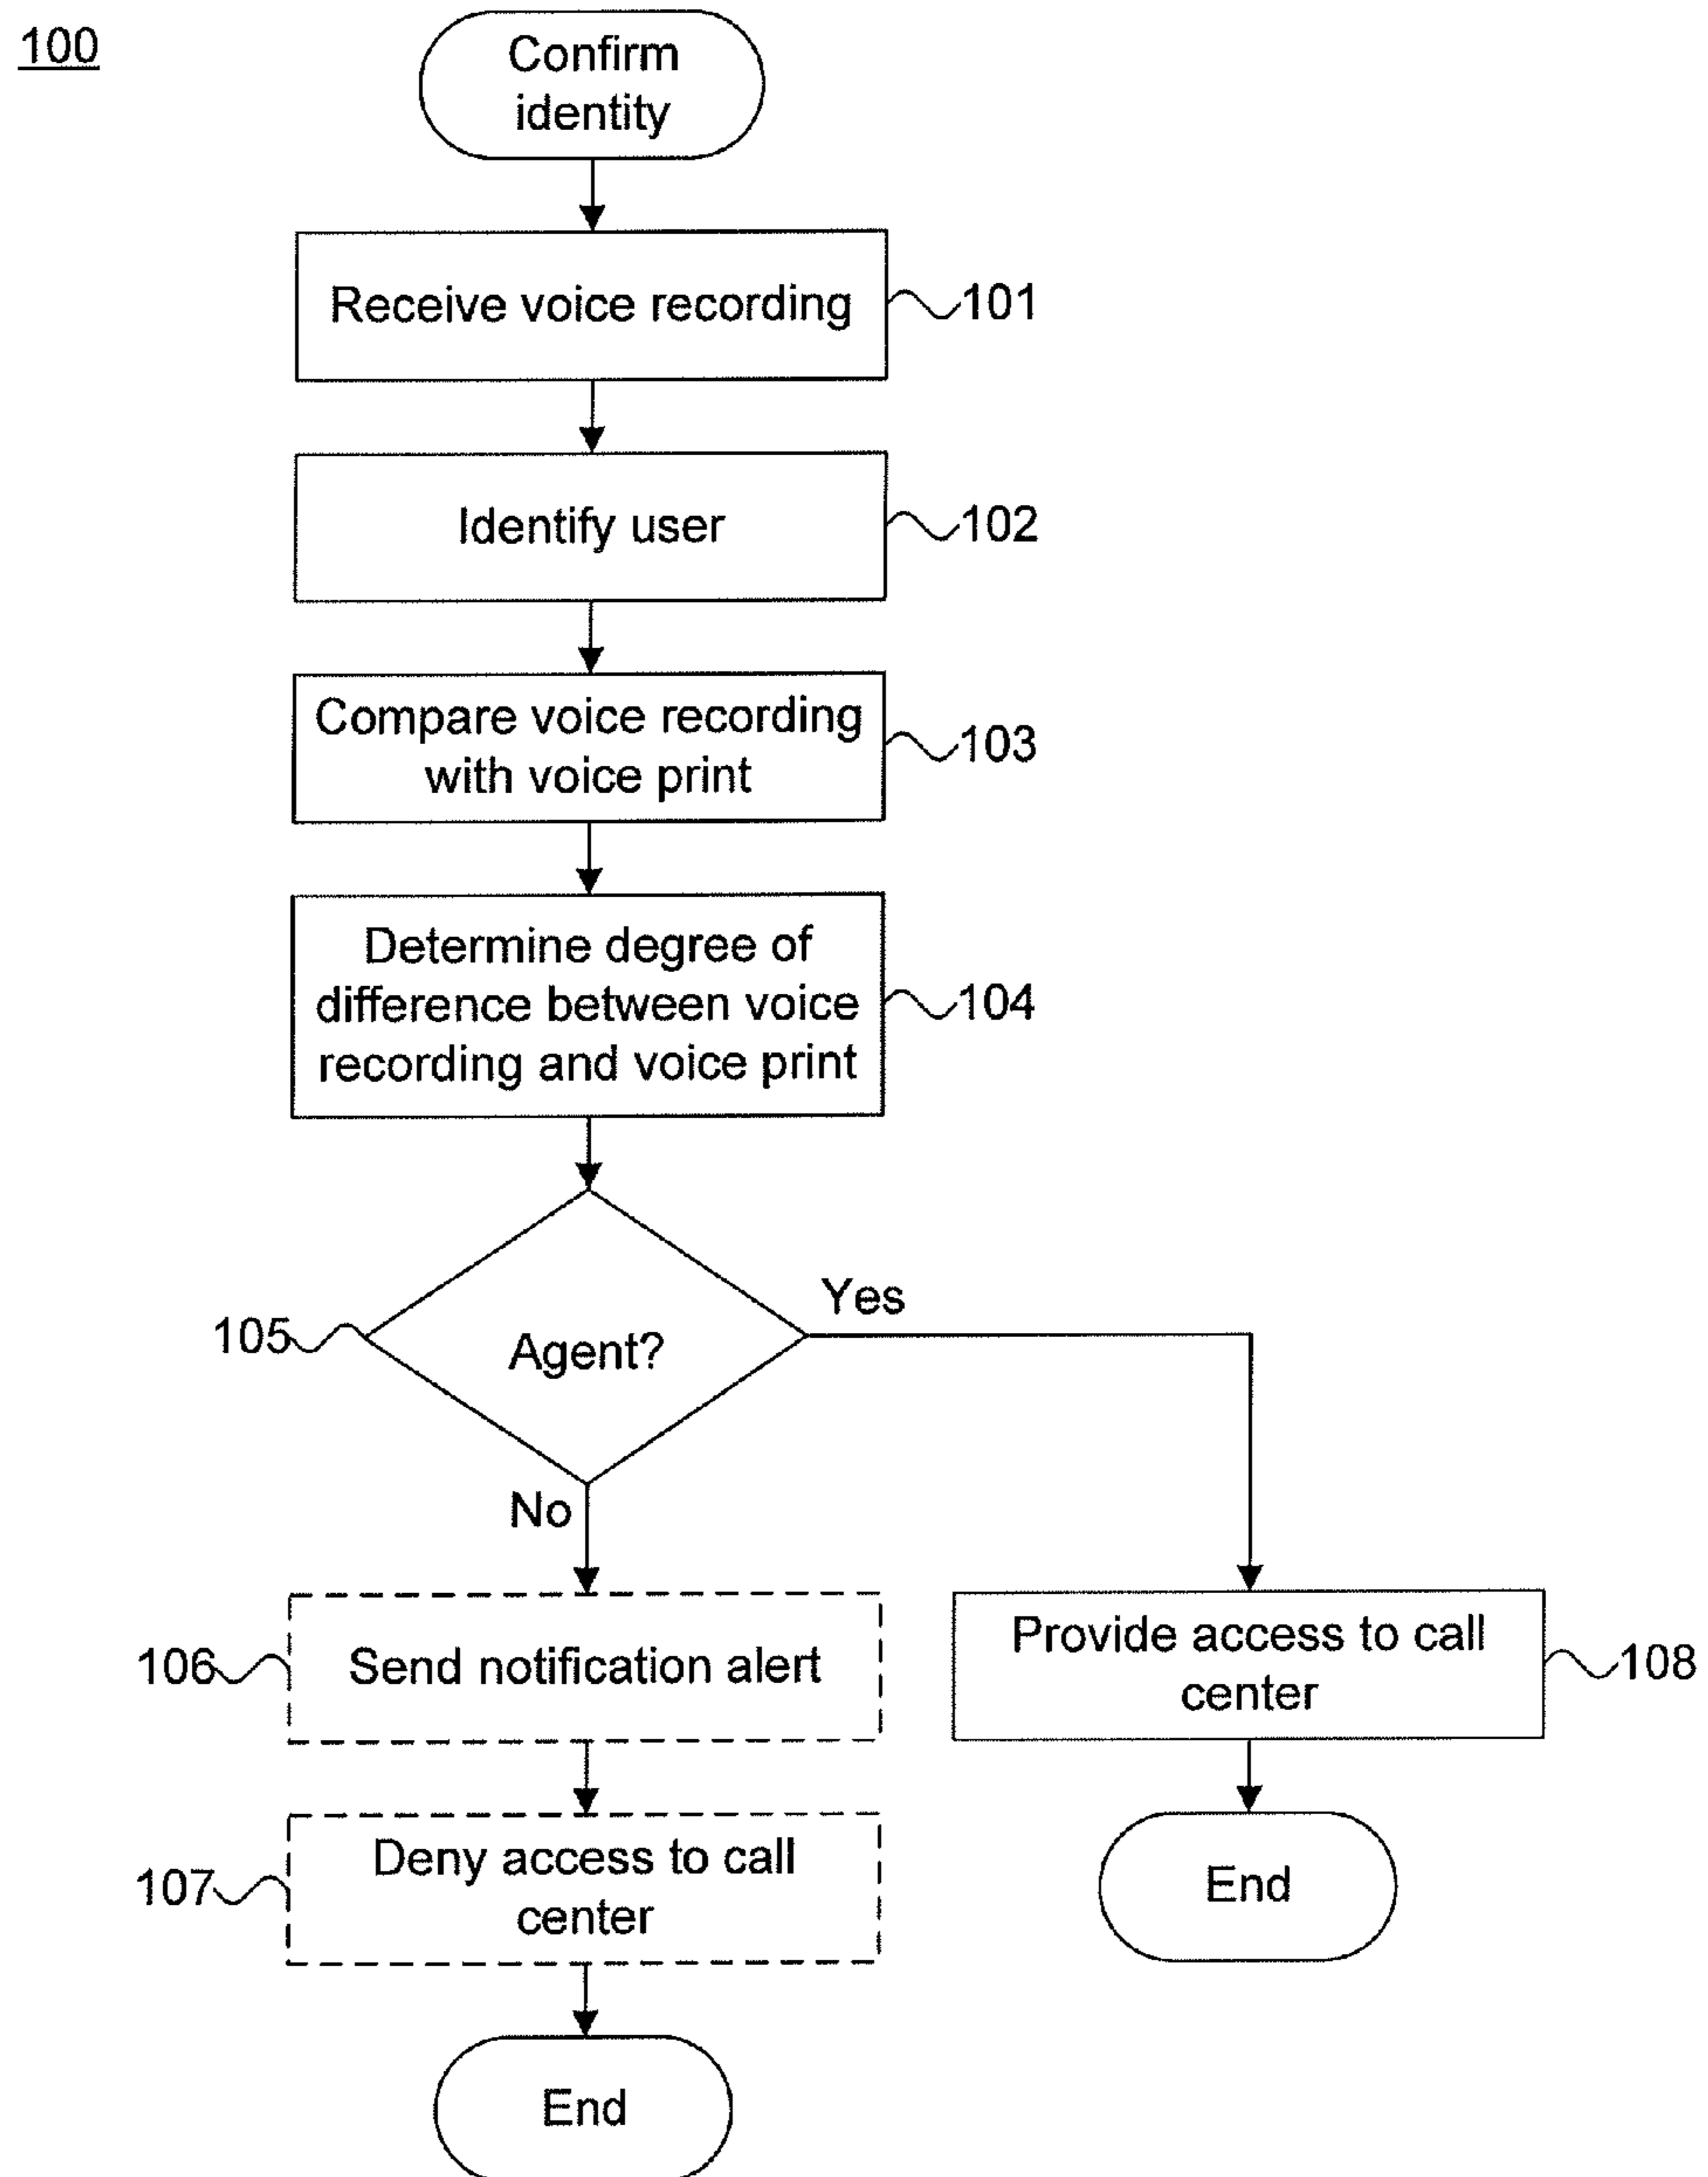 100
Confirm
identity
Receive voice recording
101
Identify user
102
Compare voice recording
with voice print
103
Determine degree of
difference between voice
recording and voice print
104
Yes
105
Agent?
No
106
Send notification alert
Provide access to call
center
108
107
Deny access to call
center
End
End